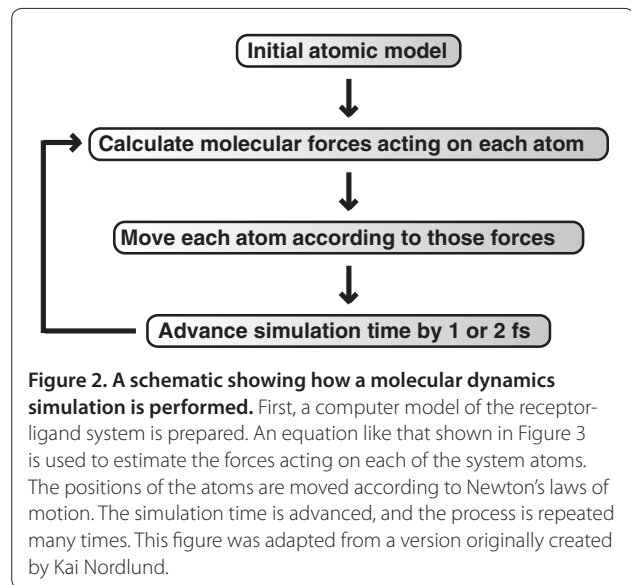 Initial atomic model
Calculate molecular forces acting on each atom
Move each atom according to those forces
Advance simulation time by 1 or 2 fs
Figure 2. A schematic showing how a molecular dynamics
simulation is performed. First, a computer model of the receptor-
ligand system is prepared. An equation like that shown in Figure 3
is used to estimate the forces acting on each of the system atoms.
The positions of the atoms are moved according to Newton’s laws of
motion. The simulation time is advanced, and the process is repeated
many times. This figure was adapted from a version originally created
by Kai Nordlund.